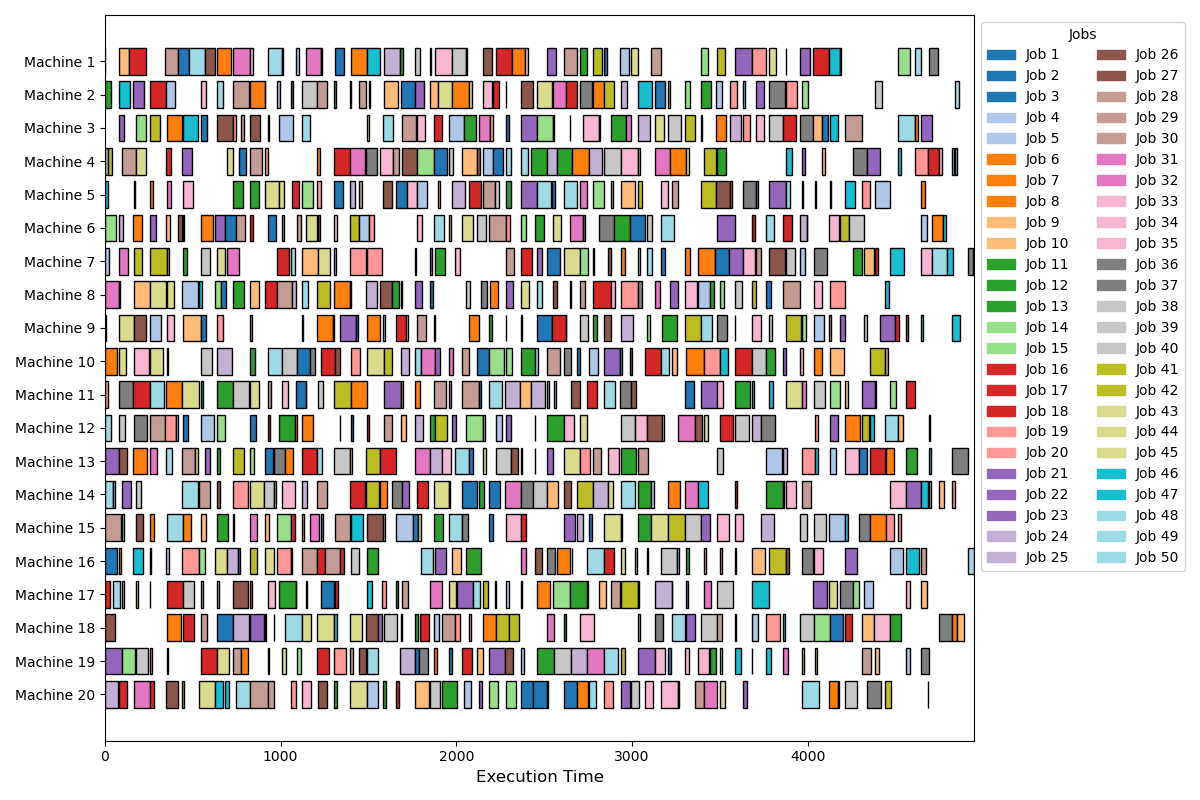 Machine 1
Machine 2
Machine 3
Machine 4
Machine 5
Machine 6
Machine 7
Machine 8
Machine 9
Machine 10
Machine 11
Machine 12
Machine 13
Machine 14
Machine 15
Machine 16
Machine 17
Machine 18
Machine 19
Machine 20
0 1000 2000 3000 4000
Execution Time
Jobs
Job 1 Job 26
Job 2 Job 27
Job 3 Job 28
Job 4 Job 29
Job 5 Job 30
Job 6 Job 31
Job 7 Job 32
Job 8 Job 33
Job 9 Job 34
Job 10 Job 35
Job 11 Job 36
Job 12 Job 37
Job 13 Job 38
Job 14 Job 39
Job 15 Job 40
Job 16 Job 41
Job 17 Job 42
Job 18 Job 43
Job 19 Job 44
Job 20 Job 45
Job 21 Job 46
Job 22 Job 47
Job 23 Job 48
Job 24 Job 49
Job 25 Job 50